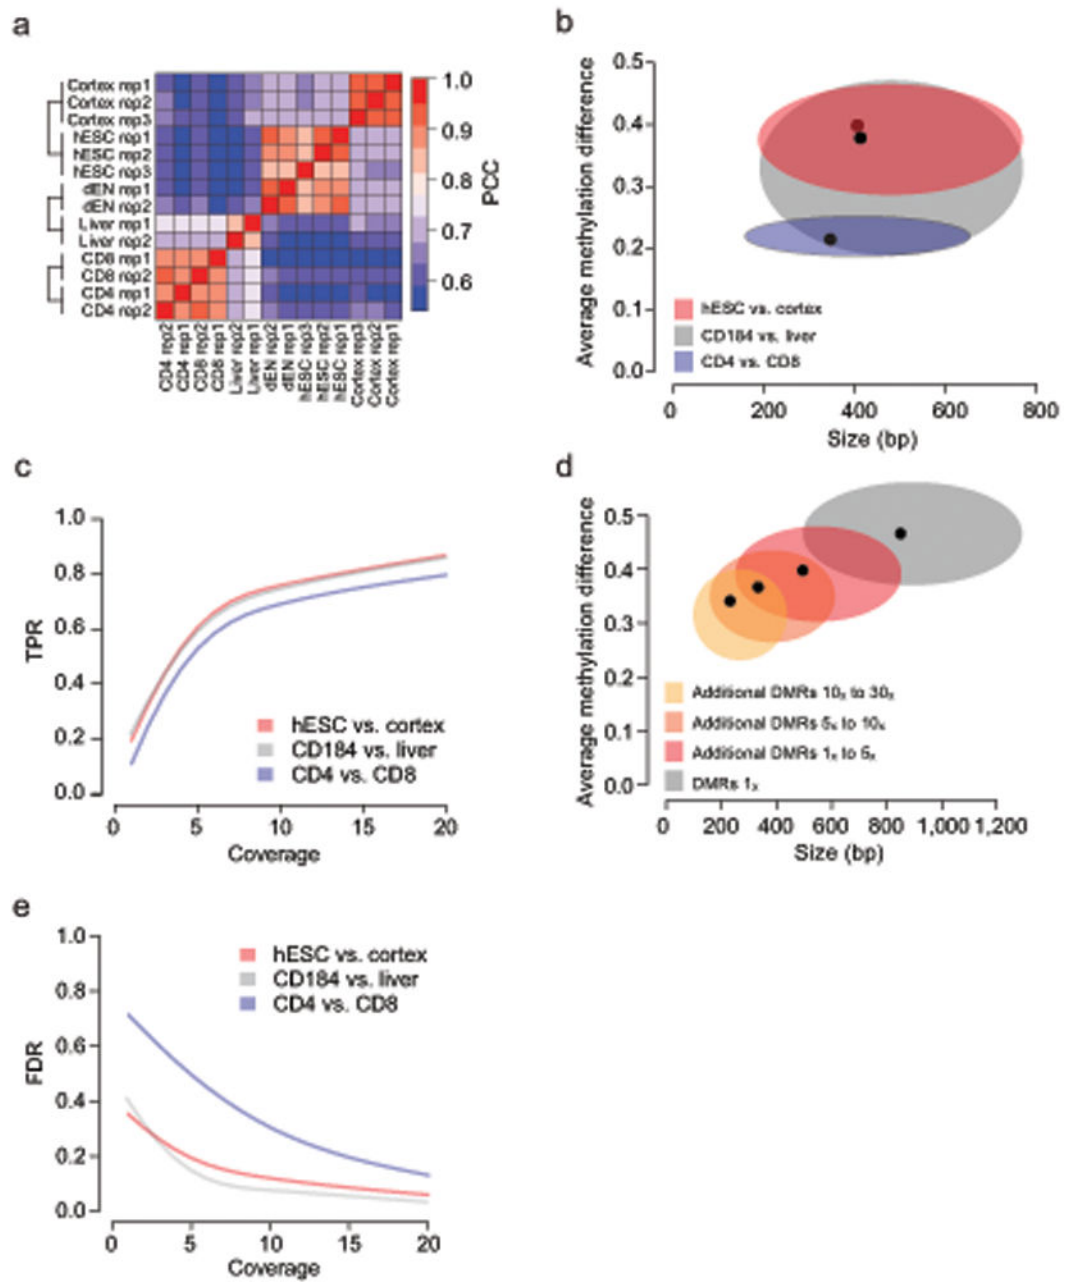 a
Cortex rep1
Cortex rep2
Cortex rep3
hESC rep1
hESC rep2
hESC rep3
dEN rep1
dEN rep2
Liver rep1
Liver rep2
CD8 rep1
CD8 rep2
CD4 rep1
CD4 rep2
CD4 rep2
CD4 rep1
CD8 rep2
CD8 rep1
Liver rep2
Liver rep1
dEN rep2
dEN rep1
hESC rep3
hESC rep2
hESC rep1
Cortex rep3
Cortex rep2
Cortex rep1
1.0
0.9
0.8
0.7
0.6
PCC
b
Average methylation difference
0.5
0.4
0.3
0.2
0.1
0.0
hESC vs. cortex
CD184 vs. liver
CD4 vs. CD8
0 200 400 600 800
Size (bp)
c
TPR
1.0
0.8
0.6
0.4
0.2
0.0
hESC vs. cortex
CD184 vs. liver
CD4 vs. CD8
0 5 10 15 20
Coverage
d
Average methylation difference
0.5
0.4
0.3
0.2
0.1
0.0
Additional DMRs 10x to 30x
Additional DMRs 5x to 10x
Additional DMRs 1x to 5x
DMRs 1x
0 200 400 600 800 1,000 1,200
Size (bp)
e
FDR
1.0
0.8
0.6
0.4
0.2
0.0
hESC vs. cortex
CD184 vs. liver
CD4 vs. CD8
0 5 10 15 20
Coverage